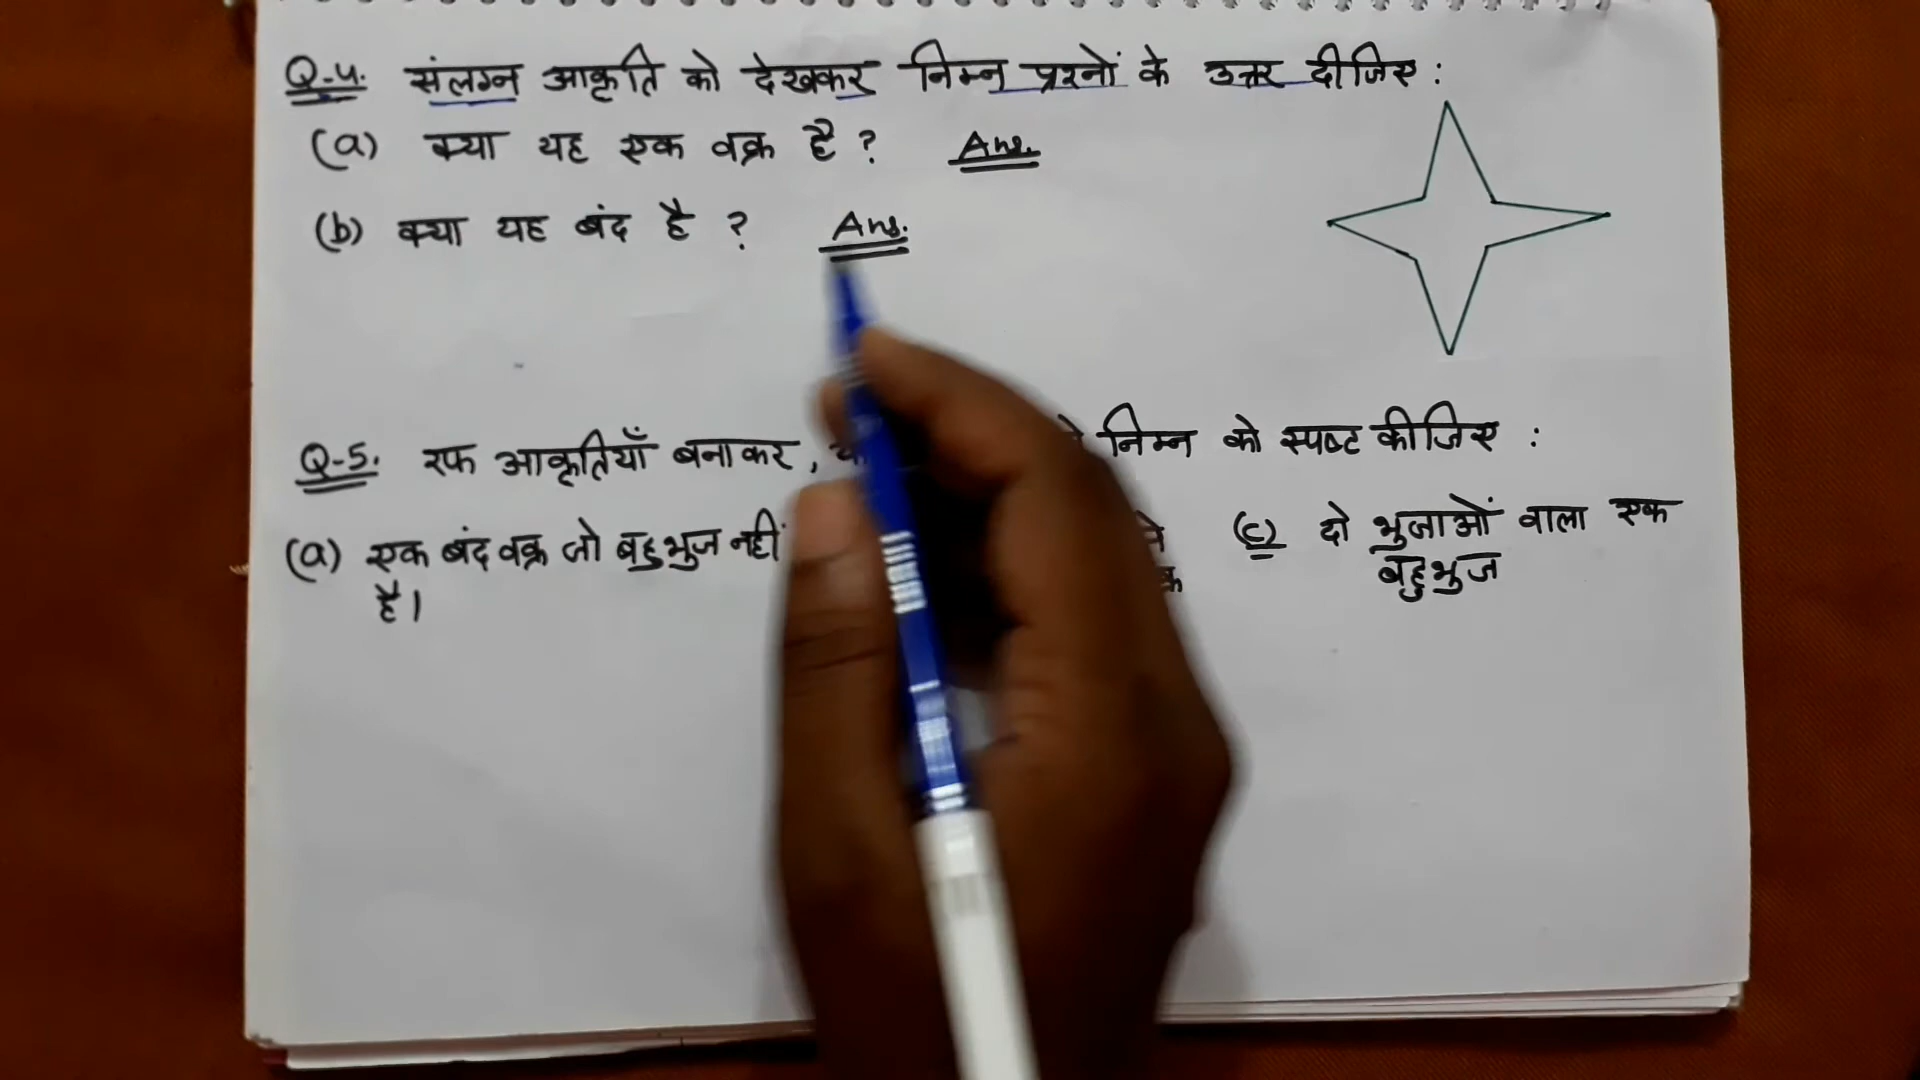 Q-4. संलग्न आकृति को देखकर निम्न प्रश्नों के उत्तर दीजिए :
(a) क्या यह एक वक्र है ? Ans.
(b) क्या यह बंद है ? Ans.
Q-5. रफ आकृतियाँ बनाकर , निम्न को स्पष्ट कीजिए :
(a) एक बंद वक्र जो बहुभुज नहीं (c) दो भुजाओं वाला एक
है। बहुभुज